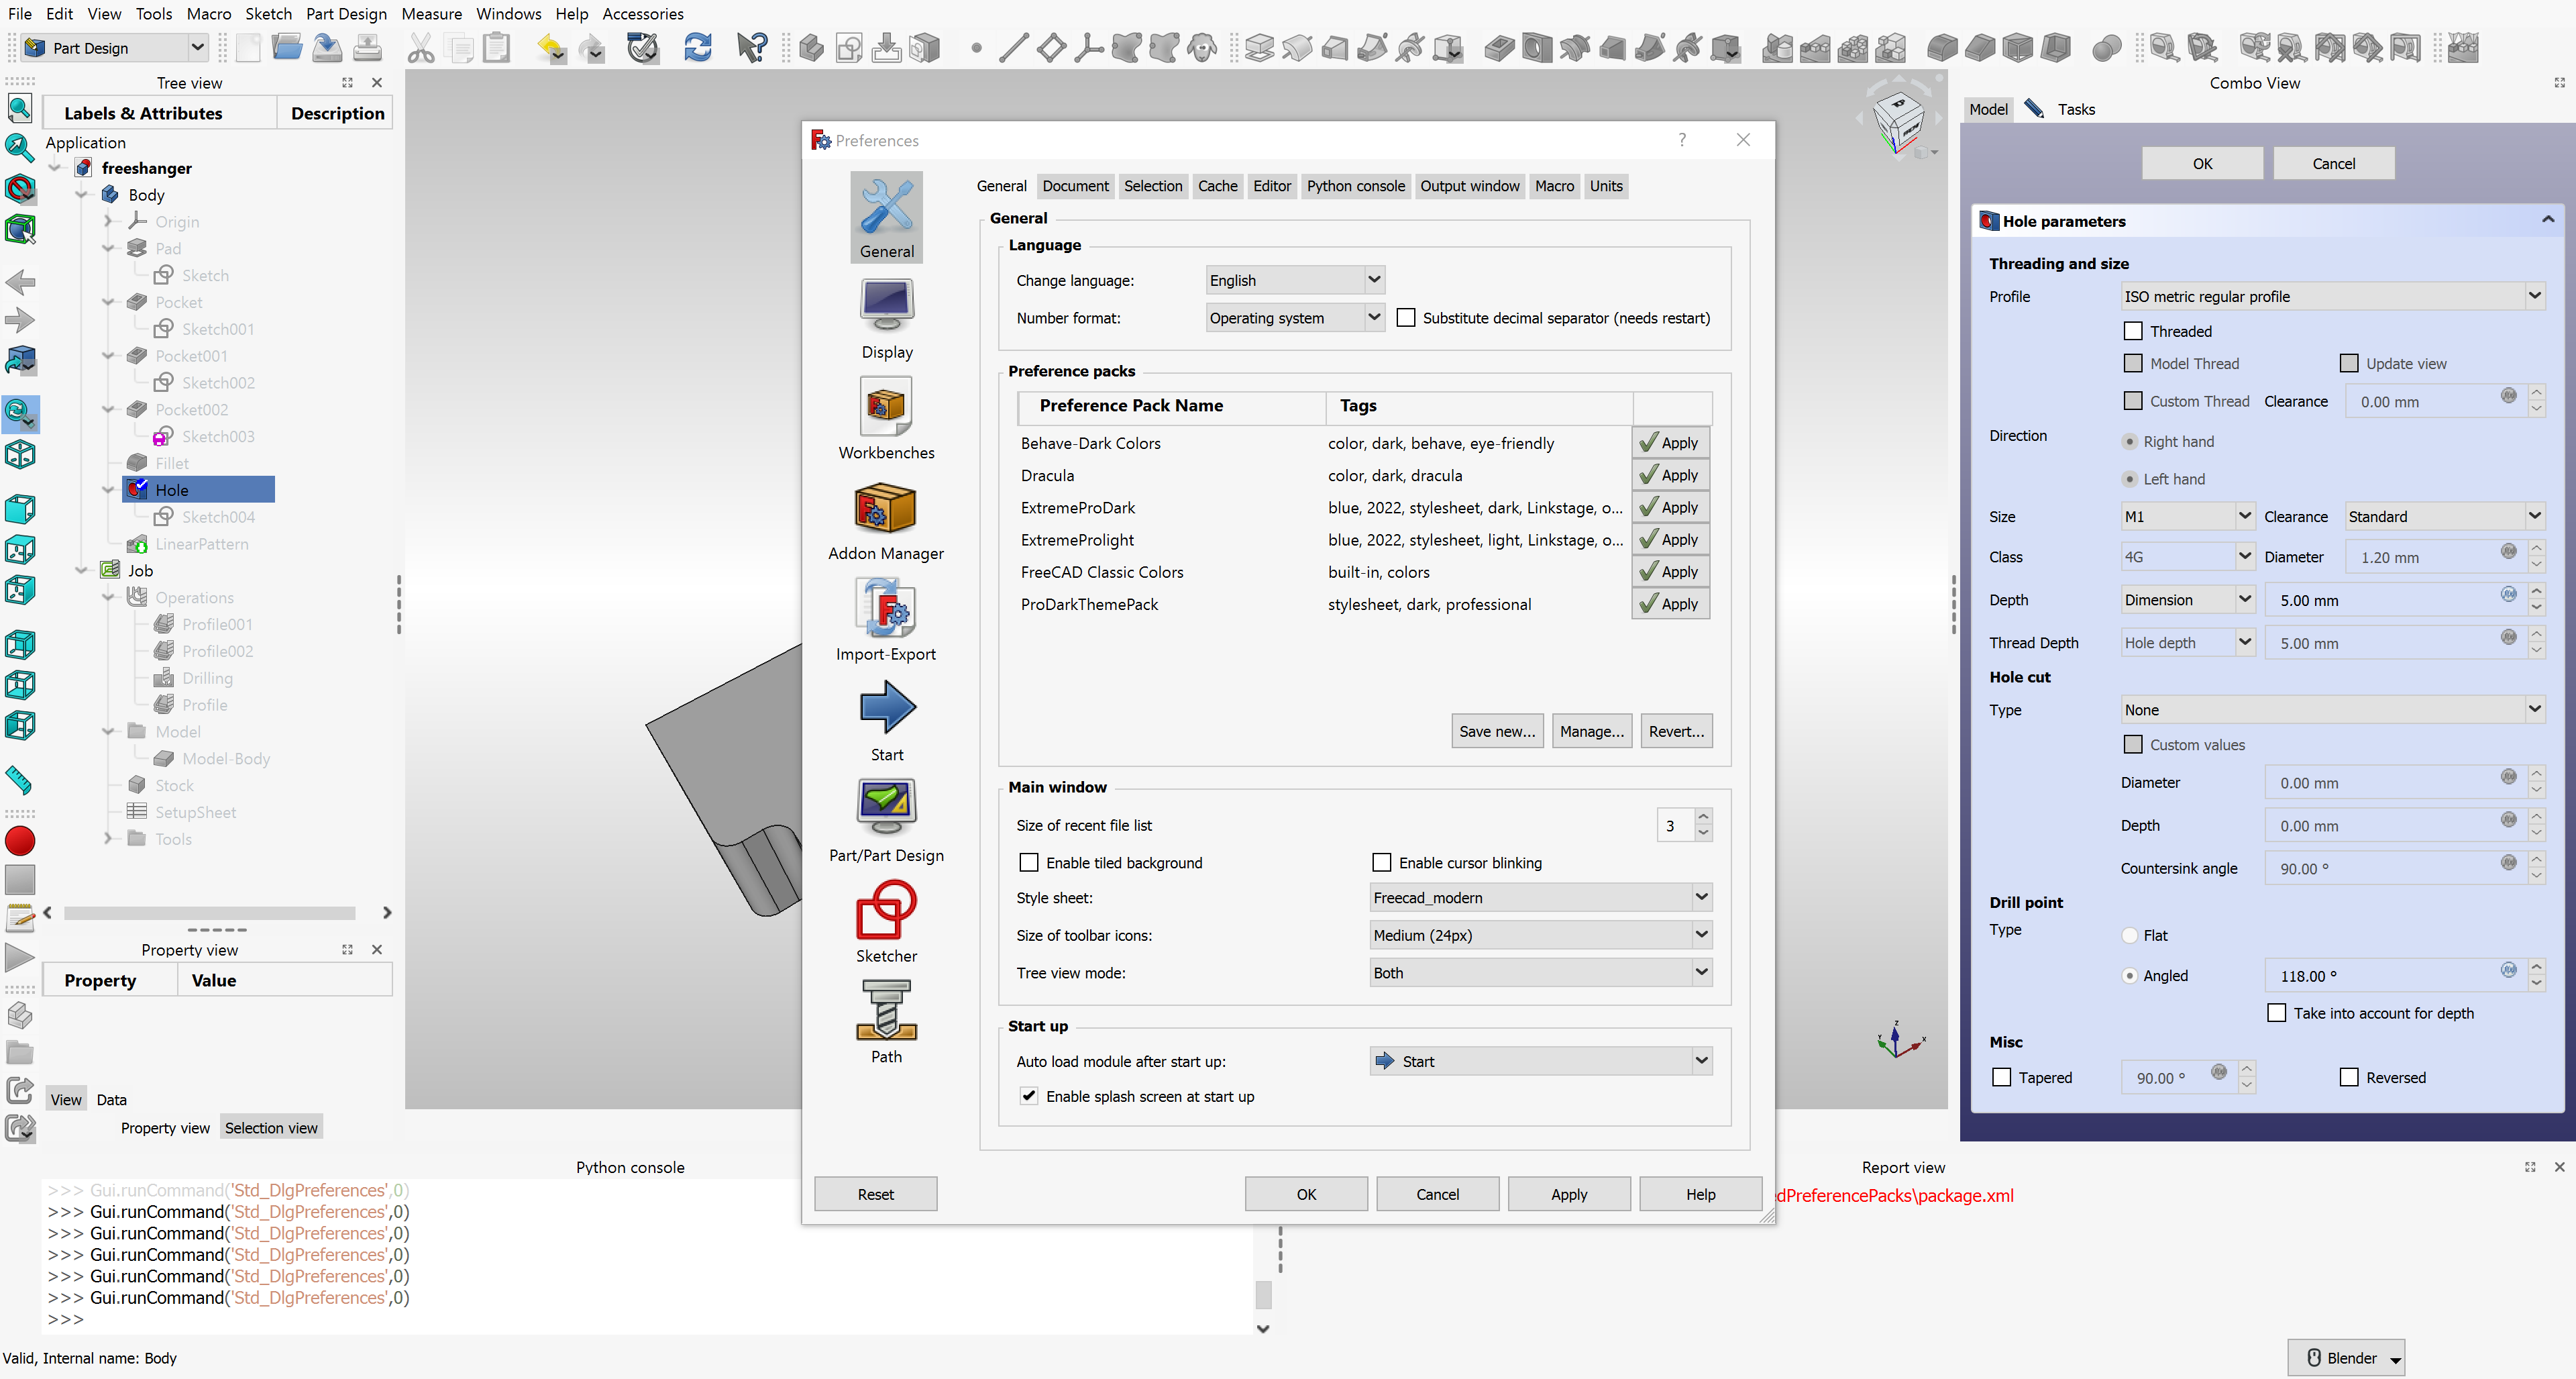 File Edit View Tools Macro Sketch Part Design Measure Windows Help Accessories
Part Design
Tree view
Labels & Attributes Description
Application
freeshanger
Body
Origin
Pad
Sketch
Pocket
Sketch001
Pocket001
Sketch002
Pocket002
Sketch003
Fillet
Hole
Sketch004
LinearPattern
Job
Operations
Profile001
Profile002
Drilling
Profile
Model
Model-Body
Stock
SetupSheet
Tools
Property view
Property Value
View Data
Property view Selection view
Preferences
?
General
Display
Workbenches
Addon Manager
Import-Export
Start
Part/Part Design
Sketcher
Path
General Document Selection Cache Editor Python console Output window Macro Units
General
Language
Change language: English
Number format: Operating system Substitute decimal separator (needs restart)
Preference packs
Preference Pack Name Tags
Behave-Dark Colors color, dark, behave, eye-friendly Apply
Dracula color, dark, dracula Apply
ExtremeProDark blue, 2022, stylesheet, dark, Linkstage, o... Apply
ExtremeProlight blue, 2022, stylesheet, light, Linkstage, o... Apply
FreeCAD Classic Colors built-in, colors Apply
ProDarkThemePack stylesheet, dark, professional Apply
Save new... Manage... Revert...
Main window
Size of recent file list 3
Enable tiled background Enable cursor blinking
Style sheet: Freecad_modern
Size of toolbar icons: Medium (24px)
Tree view mode: Both
Start up
Auto load module after start up: Start
Enable splash screen at start up
Reset OK Cancel Apply Help
Combo View
Model Tasks
OK Cancel
Hole parameters
Threading and size
Profile ISO metric regular profile
Threaded
Model Thread Update view
Custom Thread Clearance 0.00 mm
Direction Right hand
Left hand
Size M1 Clearance Standard
Class 4G Diameter 1.20 mm
Depth Dimension 5.00 mm
Thread Depth Hole depth 5.00 mm
Hole cut
Type None
Custom values
Diameter 0.00 mm
Depth 0.00 mm
Countersink angle 90.00 °
Drill point
Type Flat
Angled 118.00 °
Take into account for depth
Misc
Tapered 90.00 ° Reversed
Python console
>>> Gui.runCommand('Std_DlgPreferences',0)
>>> Gui.runCommand('Std_DlgPreferences',0)
>>> Gui.runCommand('Std_DlgPreferences',0)
>>> Gui.runCommand('Std_DlgPreferences',0)
>>> Gui.runCommand('Std_DlgPreferences',0)
>>> Gui.runCommand('Std_DlgPreferences',0)
>>>
Report view
dPreferencePacks\package.xml
Valid, Internal name: Body
Blender